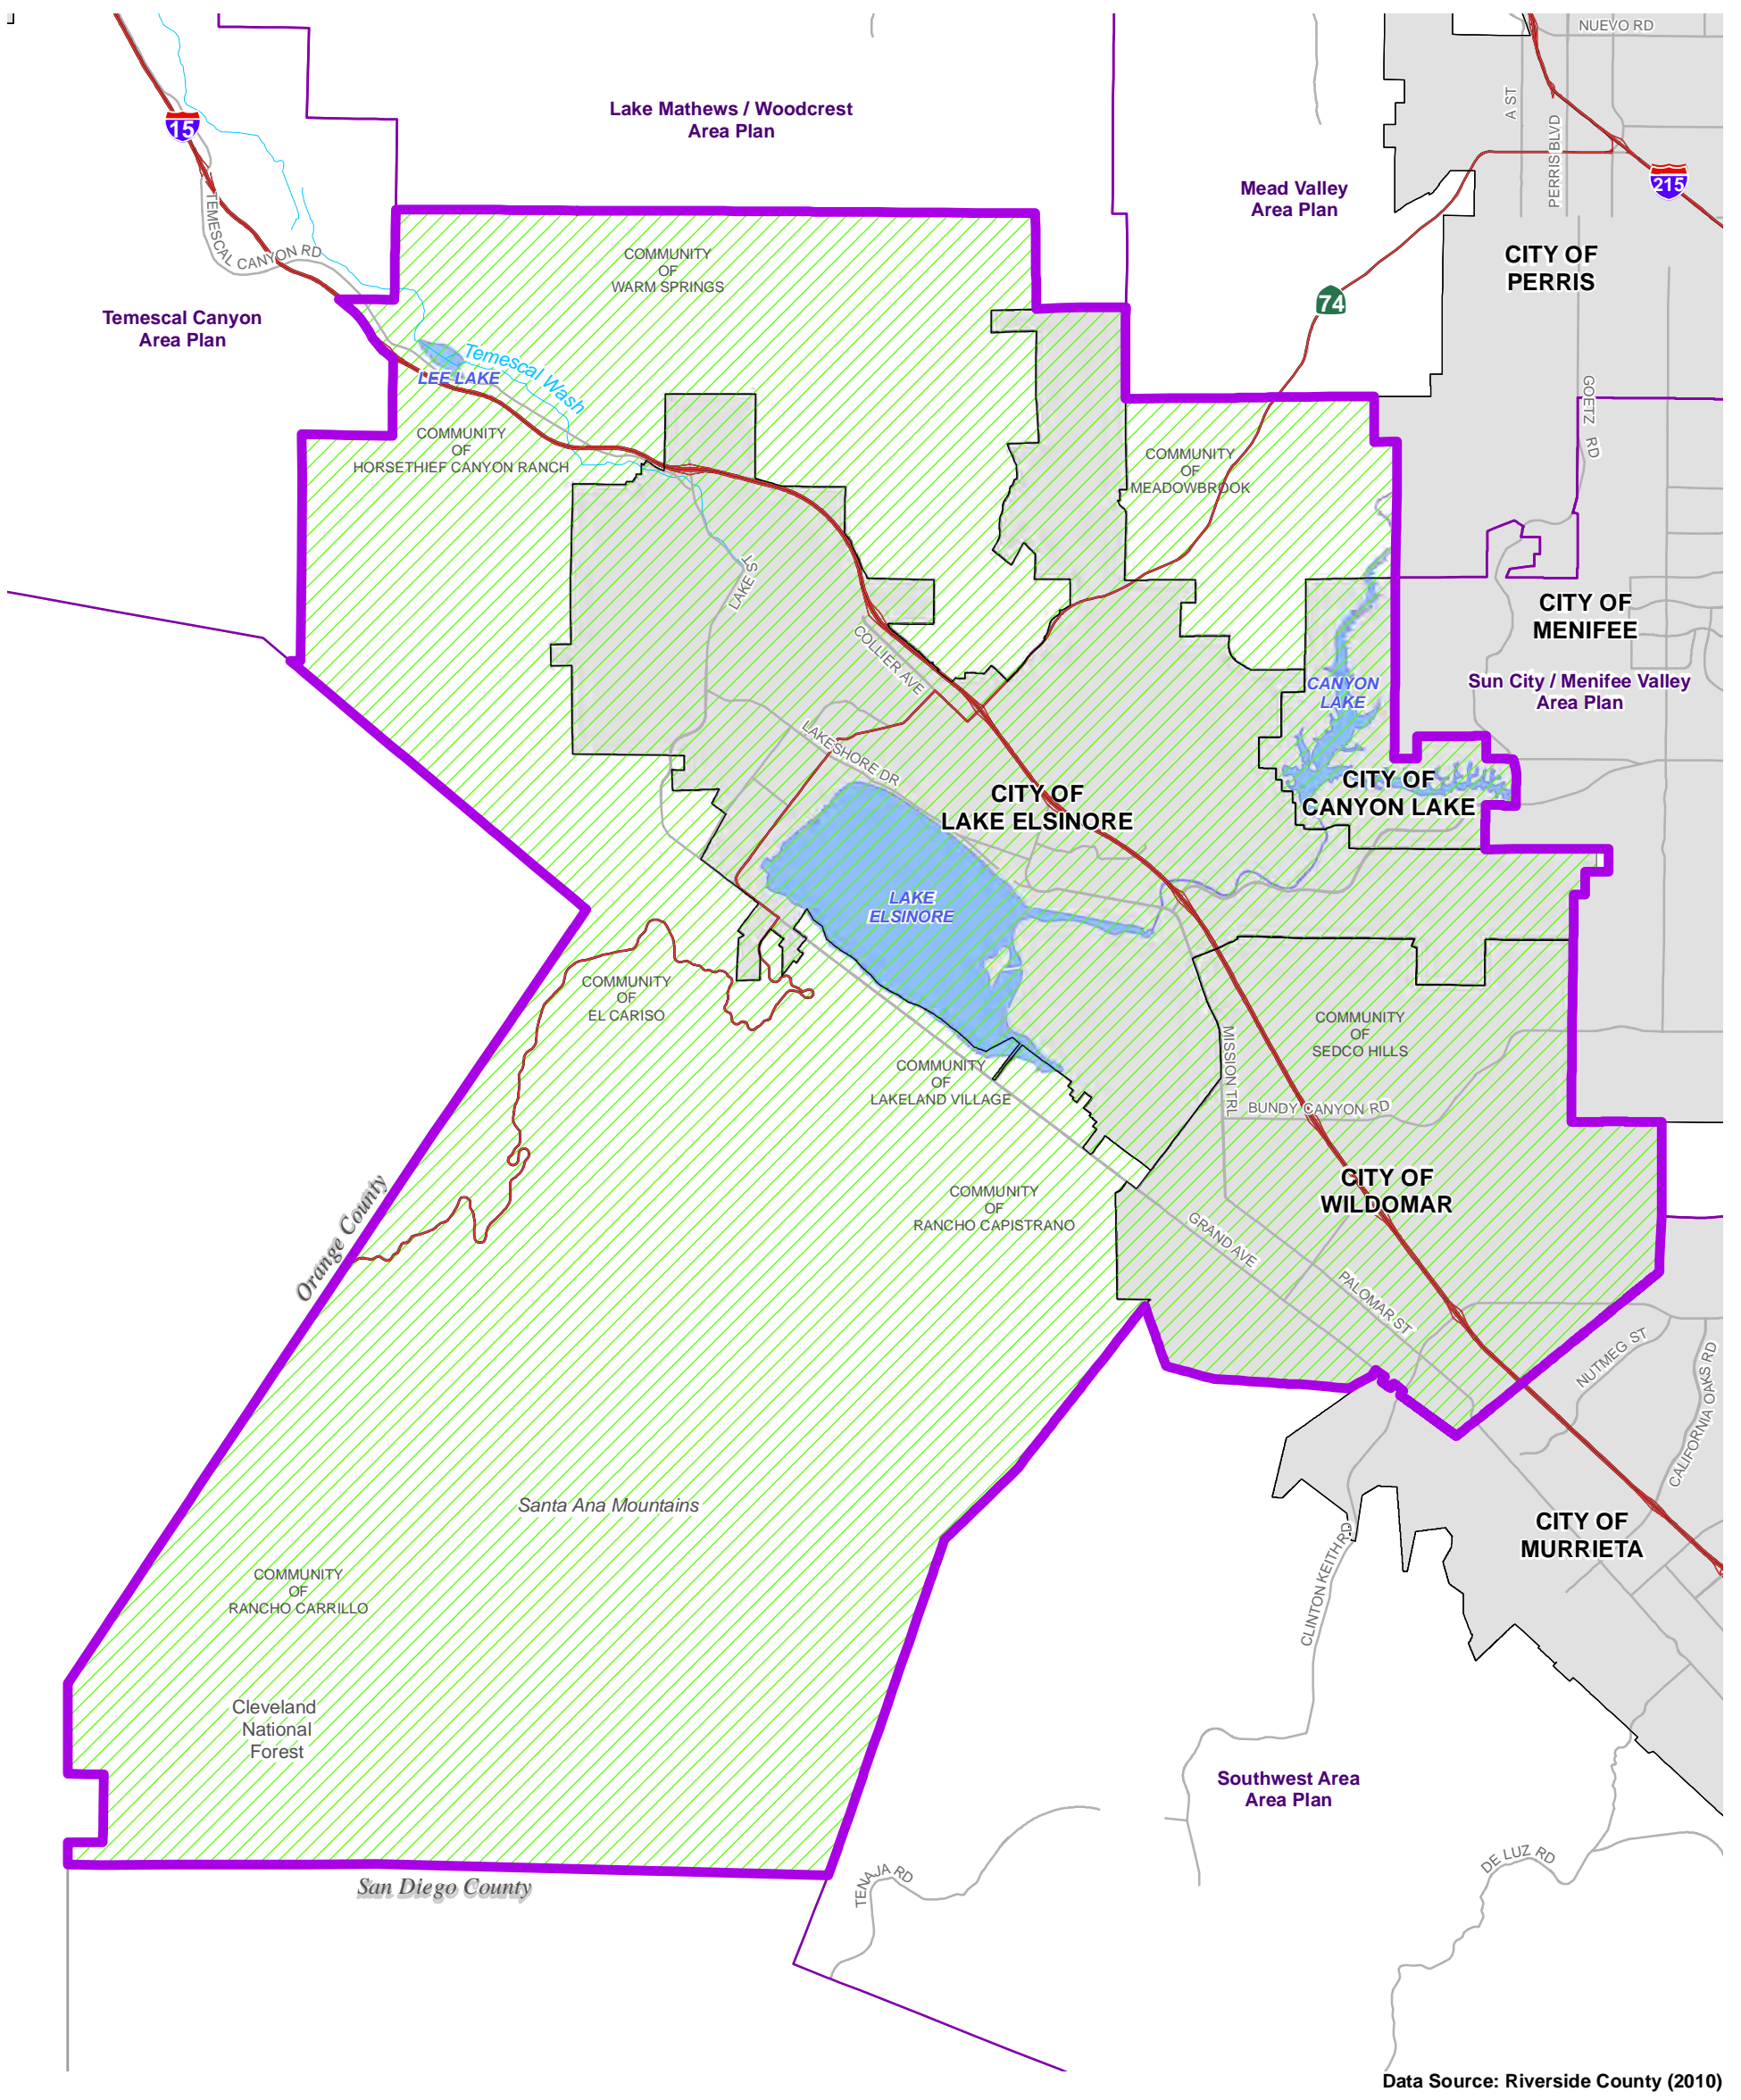 NUEVO RD
A ST
PERRIS BLVD
15
Lake Mathews / Woodcrest
Area Plan
Mead Valley
Area Plan
215
TEMESCAL CANYON RD
COMMUNITY
OF
WARM SPRINGS
CITY OF
PERRIS
74
Temescal Canyon
Area Plan
Temescal Wash
LEE LAKE
GOETZ RD
COMMUNITY
OF
HORSETHIEF CANYON RANCH
COMMUNITY
OF
MEADOWBROOK
LAKE ST
COLLIER AVE
CITY OF
MENIFEE
CANYON
LAKE
Sun City / Menifee Valley
Area Plan
LAKESHORE DR
CITY OF
LAKE ELSINORE
CITY OF
CANYON LAKE
LAKE
ELSINORE
COMMUNITY
OF
EL CARISO
COMMUNITY
OF
SEDCO HILLS
MISSION TRL
COMMUNITY
OF
LAKELAND VILLAGE
BUNDY CANYON RD
CITY OF
WILDOMAR
COMMUNITY
OF
RANCHO CAPISTRANO
GRAND AVE
Orange County
PALOMAR ST
NUTMEG ST
CALIFORNIA OAKS RD
Santa Ana Mountains
CITY OF
MURRIETA
CLINTON KEITH RD
COMMUNITY
OF
RANCHO CARRILLO
Cleveland
National
Forest
Southwest Area
Area Plan
San Diego County
TENAJA RD
DE LUZ RD
Data Source: Riverside County (2010)